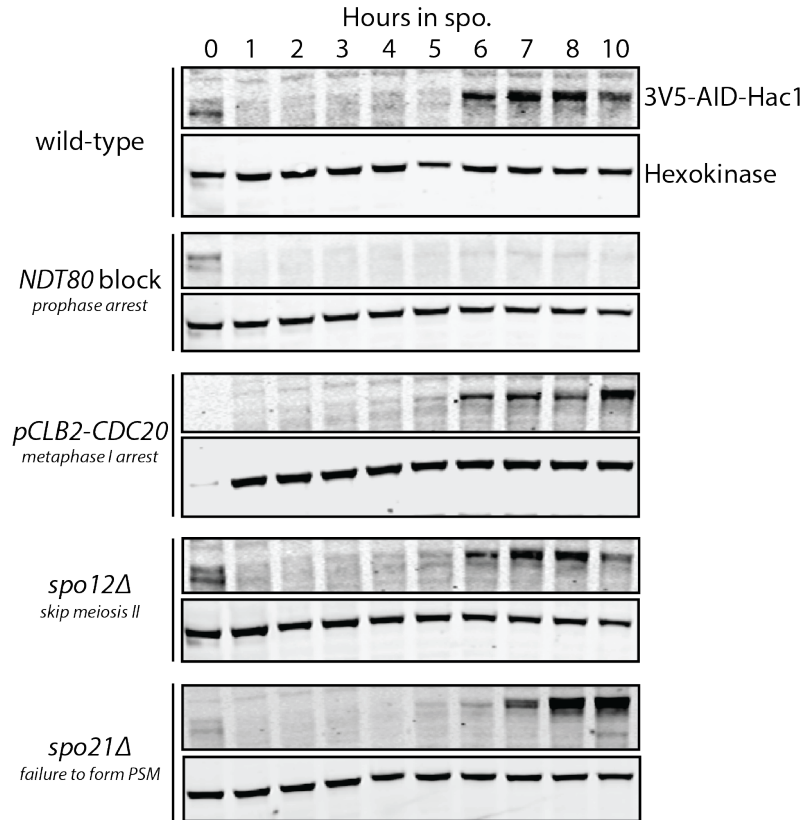 Hours in spo.
0 1 2 3 4 5 6 7 8 10
3V5-AID-Hac1
wild-type
Hexokinase
NDT80 block
prophase arrest
pCLB2-CDC20
metaphase I arrest
spo12Δ
skip meiosis II
spo21Δ
failure to form PSM